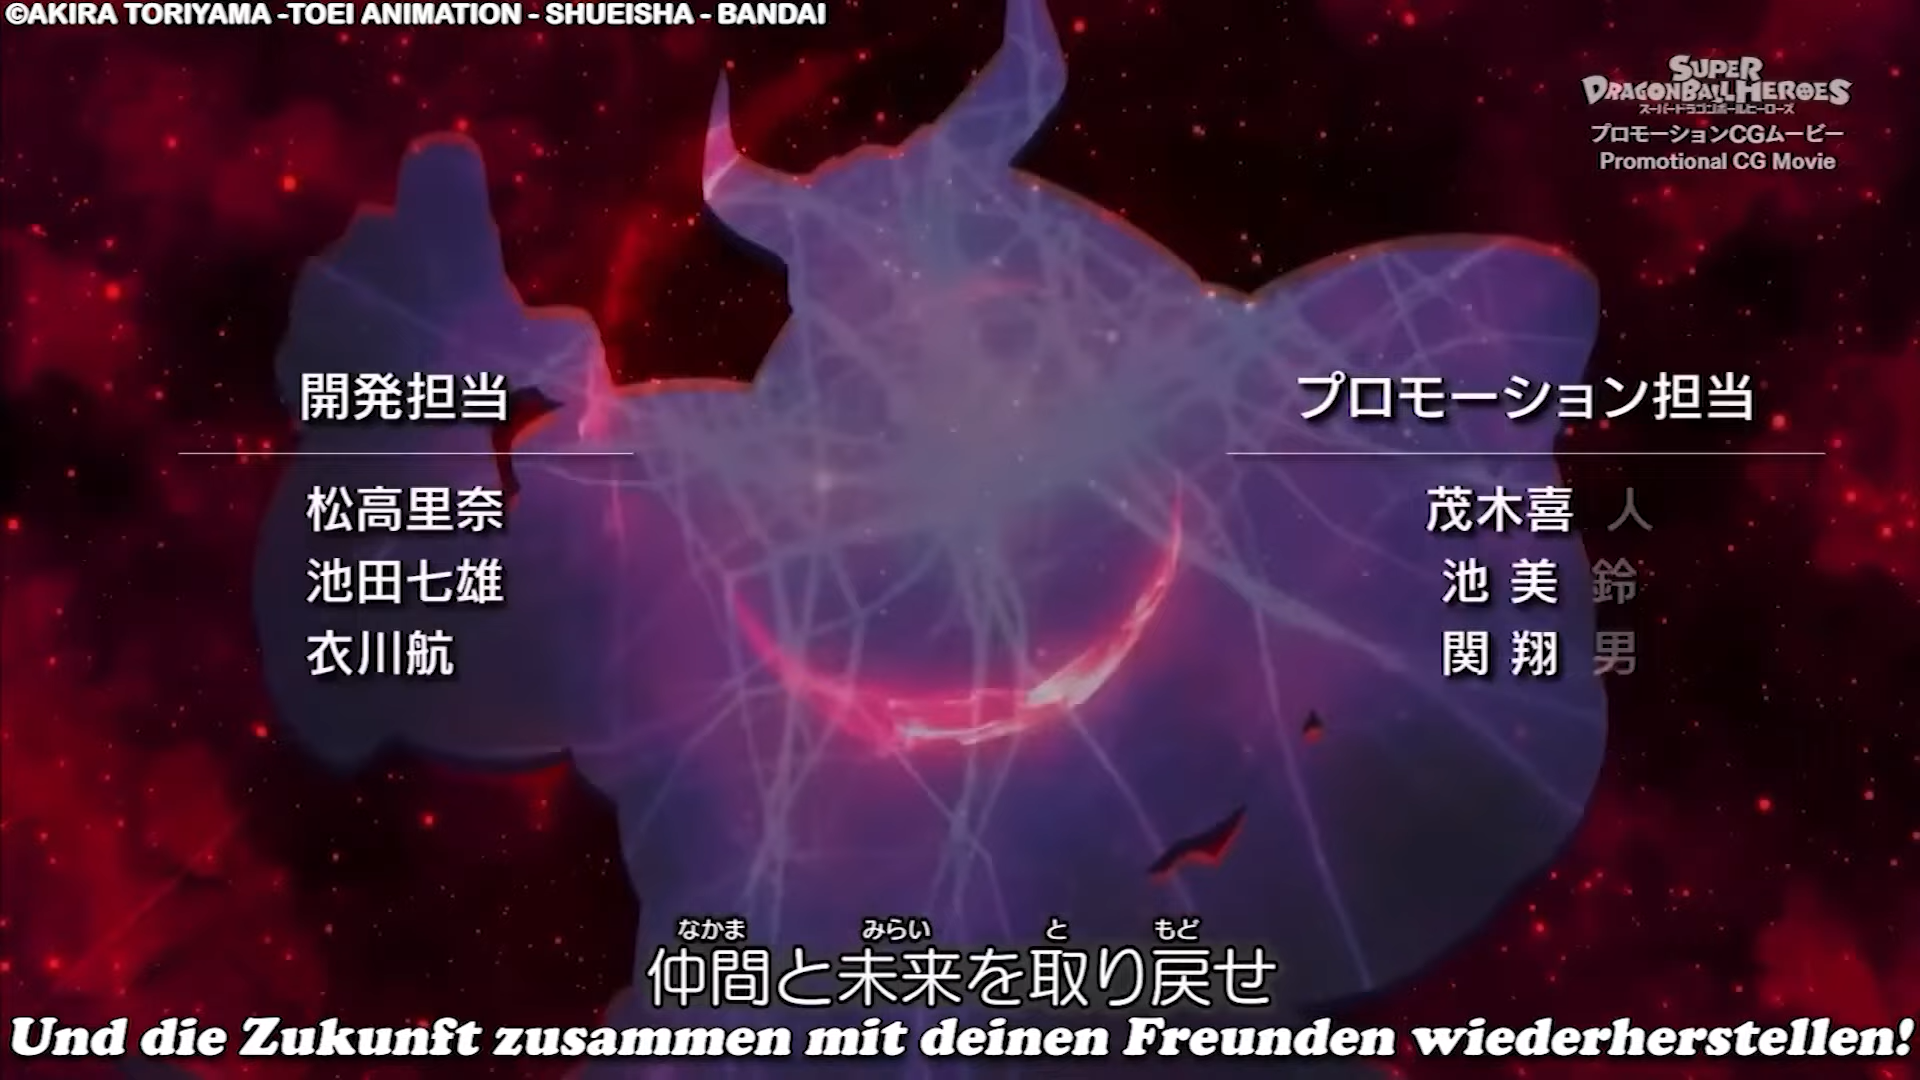 ©AKIRA TORIYAMA -TOEI ANIMATION - SHUEISHA - BANDAI
SUPER
DRAGONBALL HEROES
スーパードラゴンボールヒーローズ
プロモーションCGムービー
Promotional CG Movie
開発担当
松高里奈
池田七雄
衣川航
プロモーション担当
茂木喜 人
池 美 鈴
関 翔 男
なかま みらい と もど
仲間と未来を取り戻せ
Und die Zukunft zusammen mit deinen Freunden wiederherstellen!